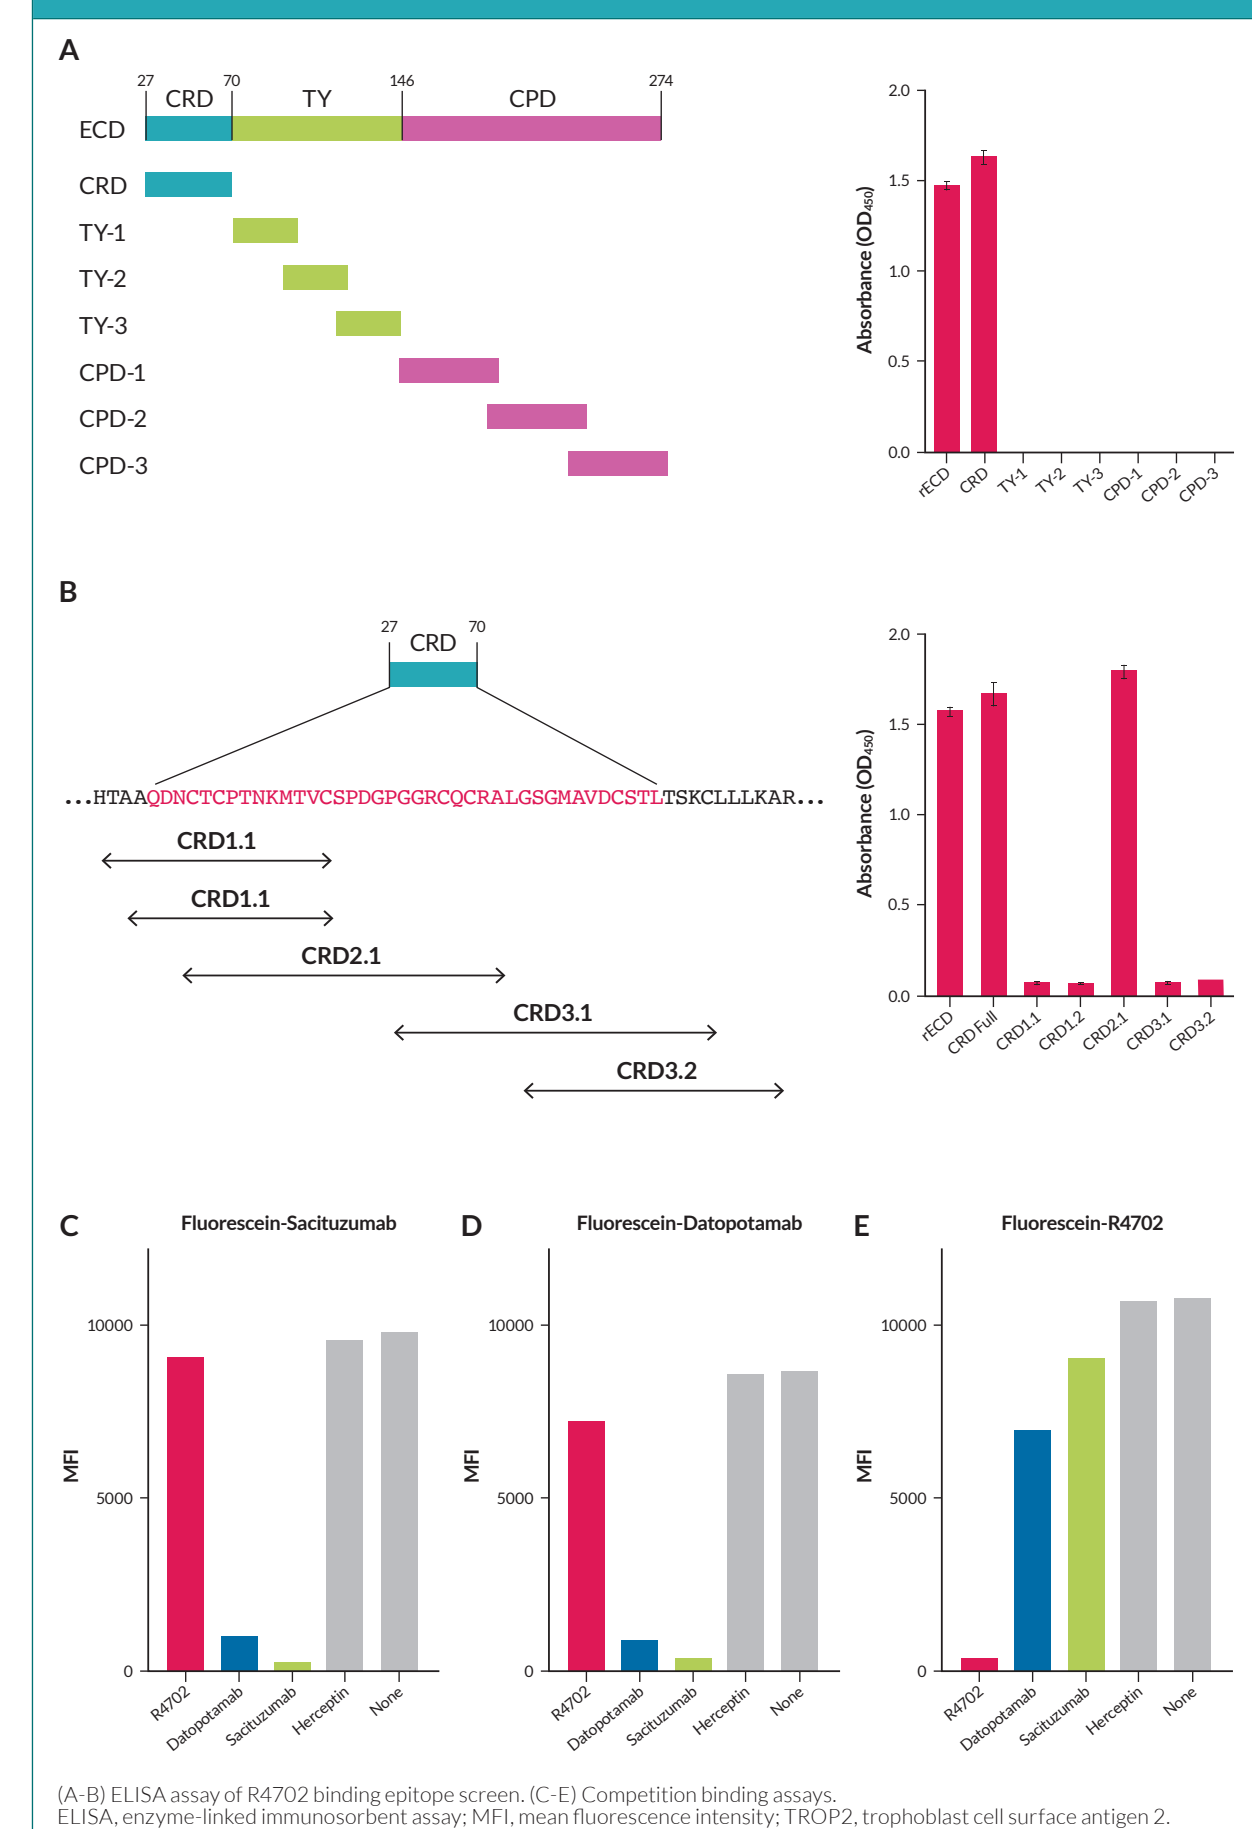 A
27 70 146 274
CRD TY CPD
ECD
CRD
TY-1
TY-2
TY-3
CPD-1
CPD-2
CPD-3
2.0
1.5
1.0
0.5
0.0
Absorbance (OD450)
rECD CRD TY-1 TY-2 TY-3 CPD-1 CPD-2 CPD-3
B
27 70
CRD
...HTAAQDNCTCPTNKMTVCSPDGPGGRCQCRALGSGMAVDCSTLTSKCLLLKAR...
CRD1.1
CRD1.1
CRD2.1
CRD3.1
CRD3.2
2.0
1.5
1.0
0.5
0.0
Absorbance (OD450)
rECD CRD Full CRD1.1 CRD1.2 CRD2.1 CRD3.1 CRD3.2
C
Fluorescein-Sacituzumab
10000
5000
0
MFI
R4702 Datopotamab Sacituzumab Herceptin None
D
Fluorescein-Datopotamab
10000
5000
0
MFI
R4702 Datopotamab Sacituzumab Herceptin None
E
Fluorescein-R4702
10000
5000
0
MFI
R4702 Datopotamab Sacituzumab Herceptin None
(A-B) ELISA assay of R4702 binding epitope screen. (C-E) Competition binding assays.
ELISA, enzyme-linked immunosorbent assay; MFI, mean fluorescence intensity; TROP2, trophoblast cell surface antigen 2.